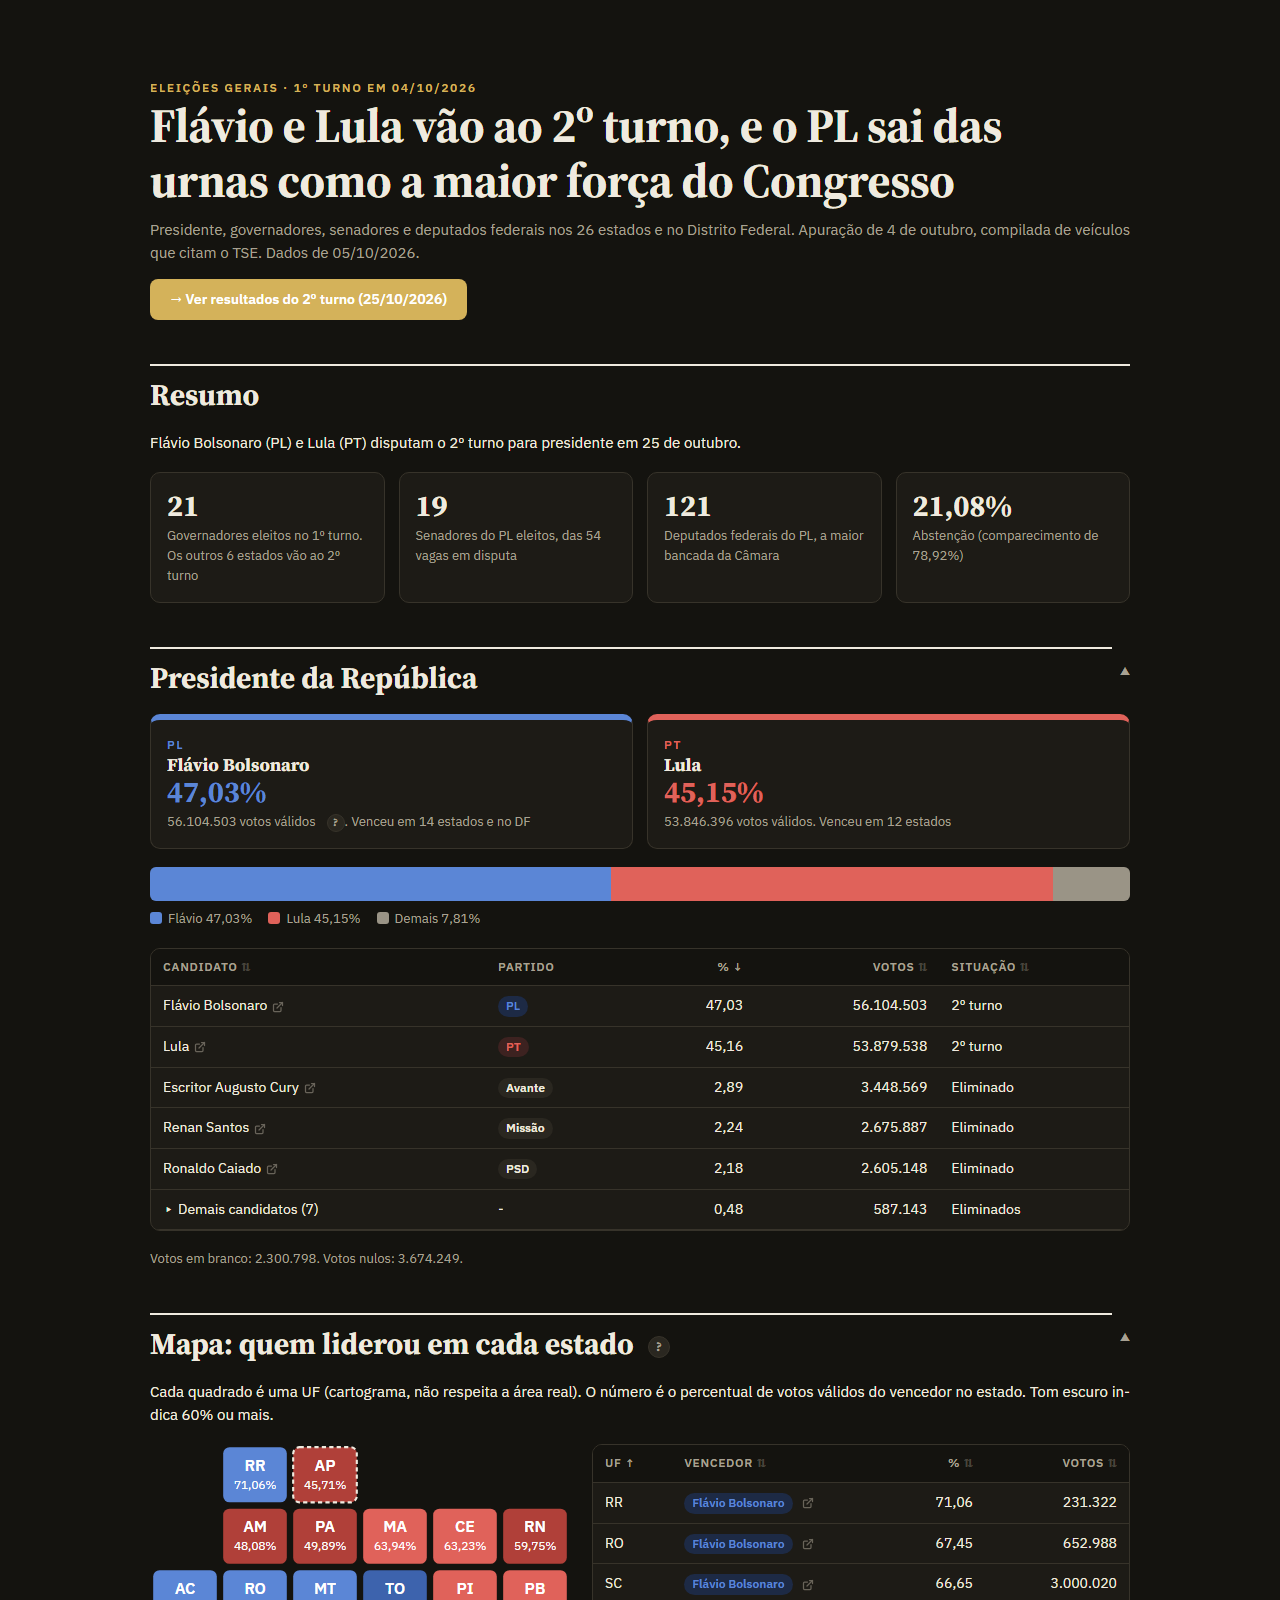 ELEIÇÕES GERAIS · 1º TURNO EM 04/10/2026
Flávio e Lula vão ao 2º turno, e o PL sai das
urnas como a maior força do Congresso
Presidente, governadores, senadores e deputados federais nos 26 estados e no Distrito Federal. Apuração de 4 de outubro, compilada de veículos
que citam o TSE. Dados de 05/10/2026.
→ Ver resultados do 2º turno (25/10/2026)
Resumo
Flávio Bolsonaro (PL) e Lula (PT) disputam o 2º turno para presidente em 25 de outubro.
21
Governadores eleitos no 1º turno.
Os outros 6 estados vão ao 2º
turno
19
Senadores do PL eleitos, das 54
vagas em disputa
121
Deputados federais do PL, a maior
bancada da Câmara
21,08%
Abstenção (comparecimento de
78,92%)
Presidente da República ▲
PL
Flávio Bolsonaro
47,03%
56.104.503 votos válidos ?. Venceu em 14 estados e no DF
PT
Lula
45,15%
53.846.396 votos válidos. Venceu em 12 estados
Flávio 47,03% Lula 45,15% Demais 7,81%
CANDIDATO ⇅ PARTIDO % ↓ VOTOS ⇅ SITUAÇÃO ⇅
Flávio Bolsonaro PL 47,03 56.104.503 2º turno
Lula PT 45,16 53.879.538 2º turno
Escritor Augusto Cury Avante 2,89 3.448.569 Eliminado
Renan Santos Missão 2,24 2.675.887 Eliminado
Ronaldo Caiado PSD 2,18 2.605.148 Eliminado
▸ Demais candidatos (7) - 0,48 587.143 Eliminados
Votos em branco: 2.300.798. Votos nulos: 3.674.249.
Mapa: quem liderou em cada estado ? ▲
Cada quadrado é uma UF (cartograma, não respeita a área real). O número é o percentual de votos válidos do vencedor no estado. Tom escuro in-
dica 60% ou mais.
RR AP
71,06% 45,71%
AM PA MA CE RN
48,08% 49,89% 63,94% 63,23% 59,75%
AC RO MT TO PI PB
UF ↑ VENCEDOR ⇅ % ⇅ VOTOS ⇅
RR Flávio Bolsonaro 71,06 231.322
RO Flávio Bolsonaro 67,45 652.988
SC Flávio Bolsonaro 66,65 3.000.020